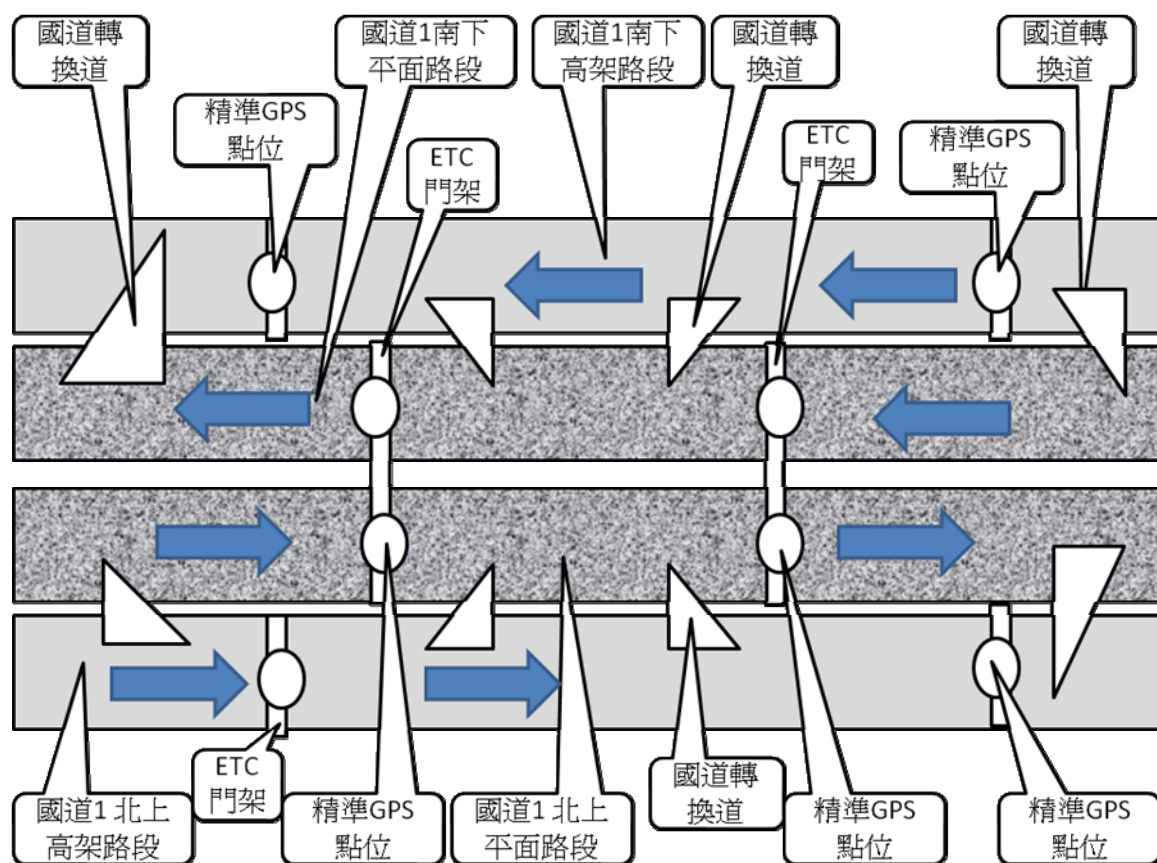 國道轉
換道
國道1南下
平面路段
國道1南下
高架路段
國道轉
換道
國道轉
換道
精準GPS
點位
ETC
門架
ETC
門架
精準GPS
點位
ETC
門架
國道轉
換道
國道1 北上
高架路段
精準GPS
點位
國道1 北上
平面路段
精準GPS
點位
精準GPS
點位